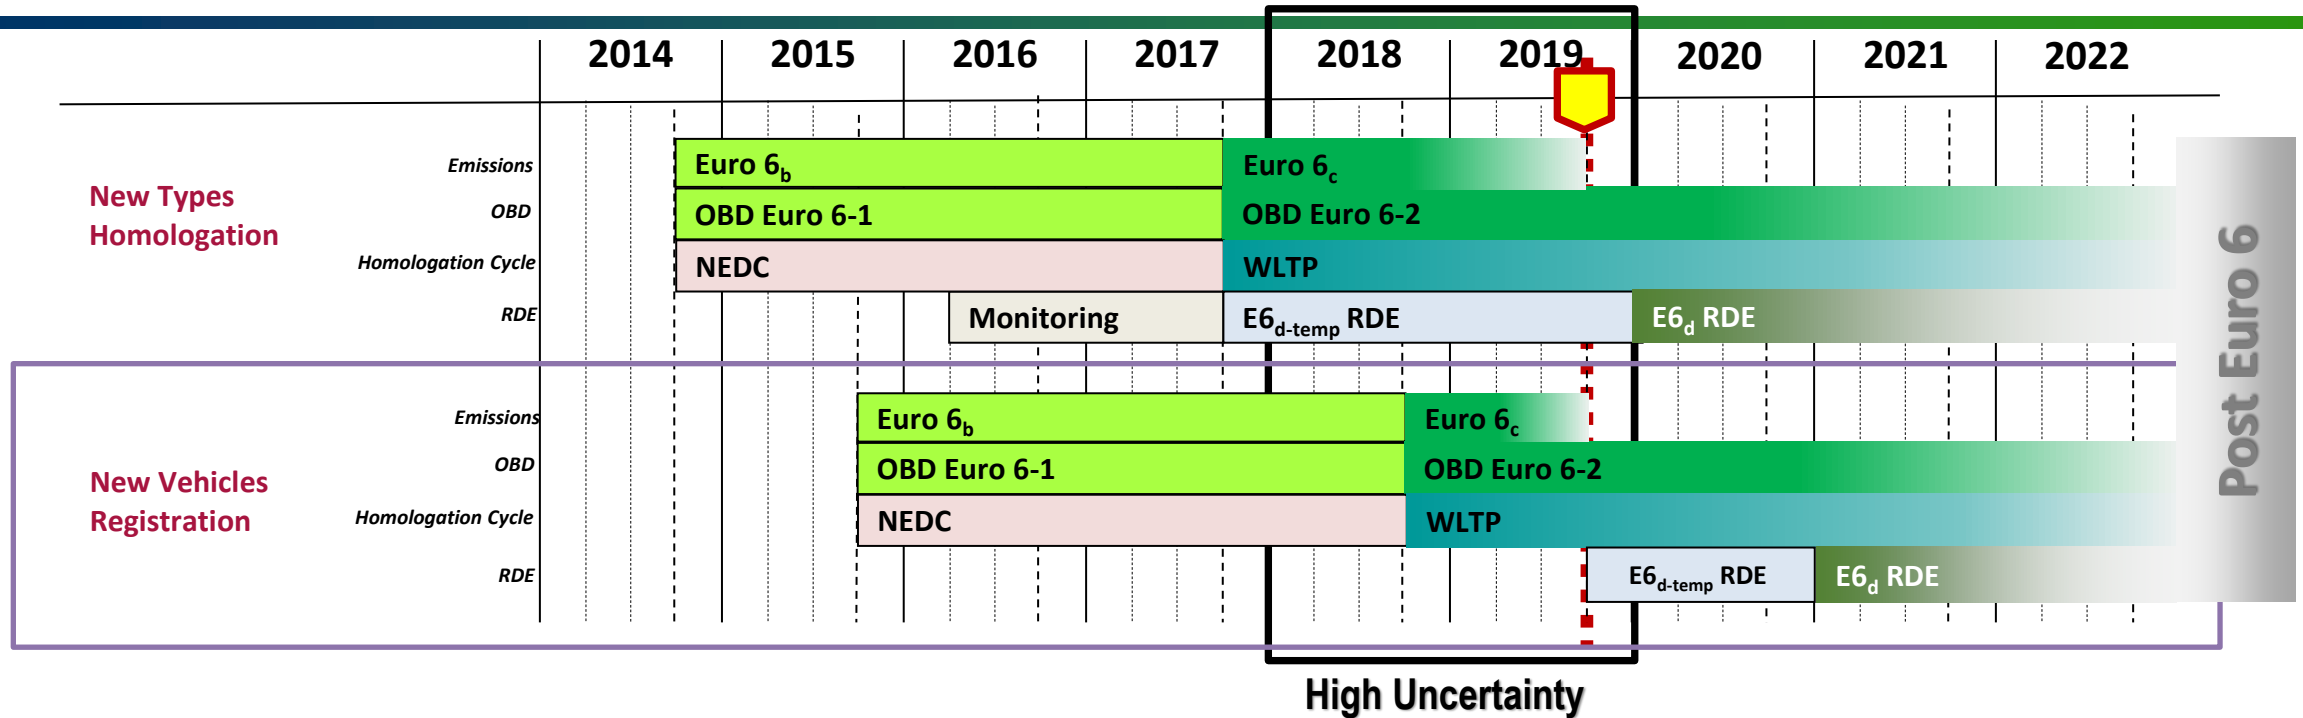 2014 2015 2016 2017 2018 2019 2020 2021 2022
New Types
Homologation
Emissions
Euro 6b
Euro 6c
OBD
OBD Euro 6-1
OBD Euro 6-2
Homologation Cycle
NEDC
WLTP
RDE
Monitoring
E6d-temp RDE
E6d RDE
New Vehicles
Registration
Emissions
Euro 6b
Euro 6c
OBD
OBD Euro 6-1
OBD Euro 6-2
Homologation Cycle
NEDC
WLTP
RDE
E6d-temp RDE
E6d RDE
Post Euro 6
High Uncertainty